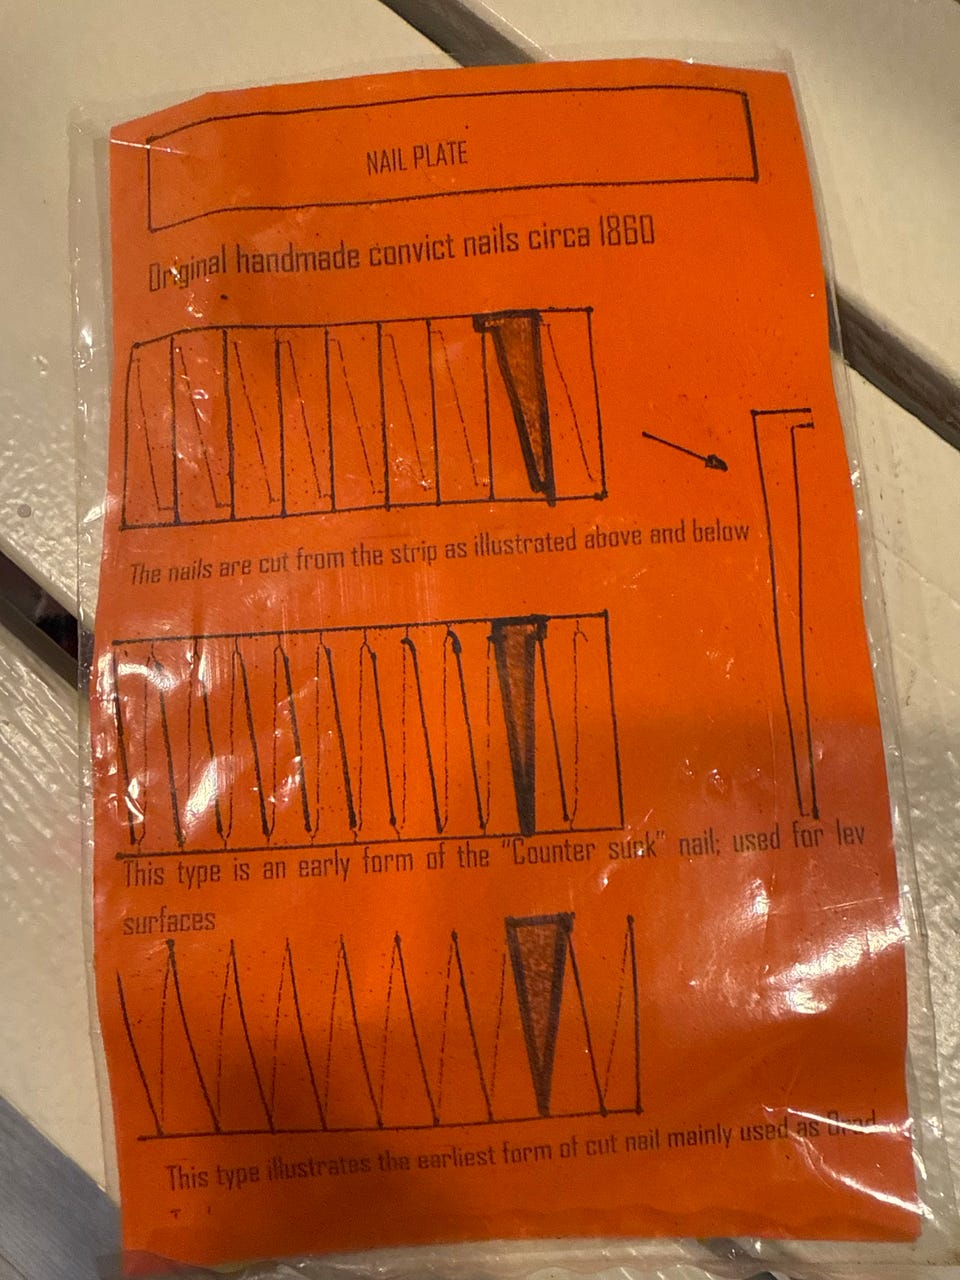 NAIL PLATE
Original handmade convict nails circa 1860
The nails are cut from the strip as illustrated above and below
This type is an early form of the "Counter sunk" nail; used for lev
surfaces
This type illustrates the earliest form of cut nail mainly used as